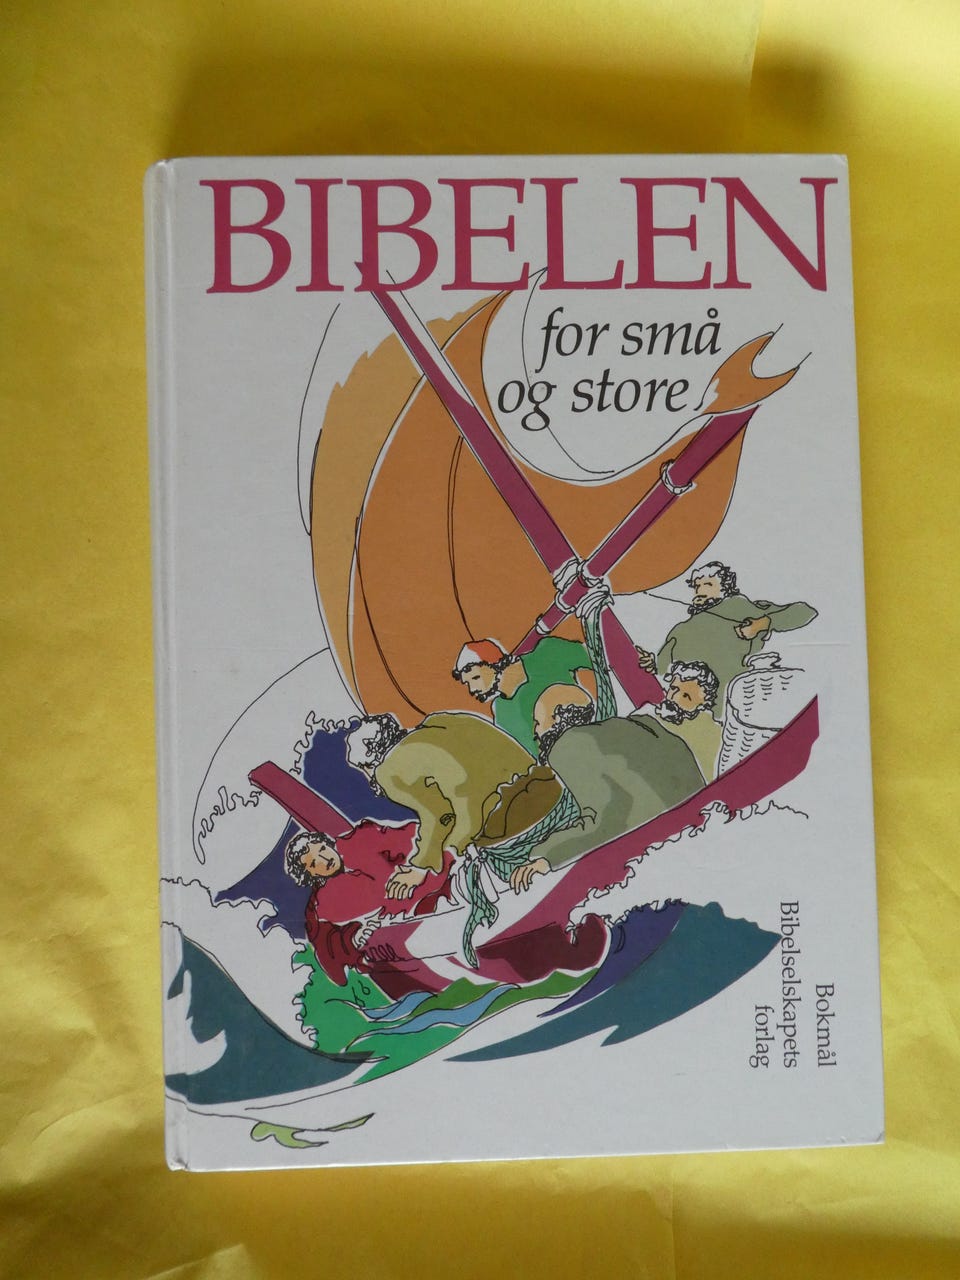 BIBELEN
for små
og store
Bokmål
Bibelselskapets
forlag